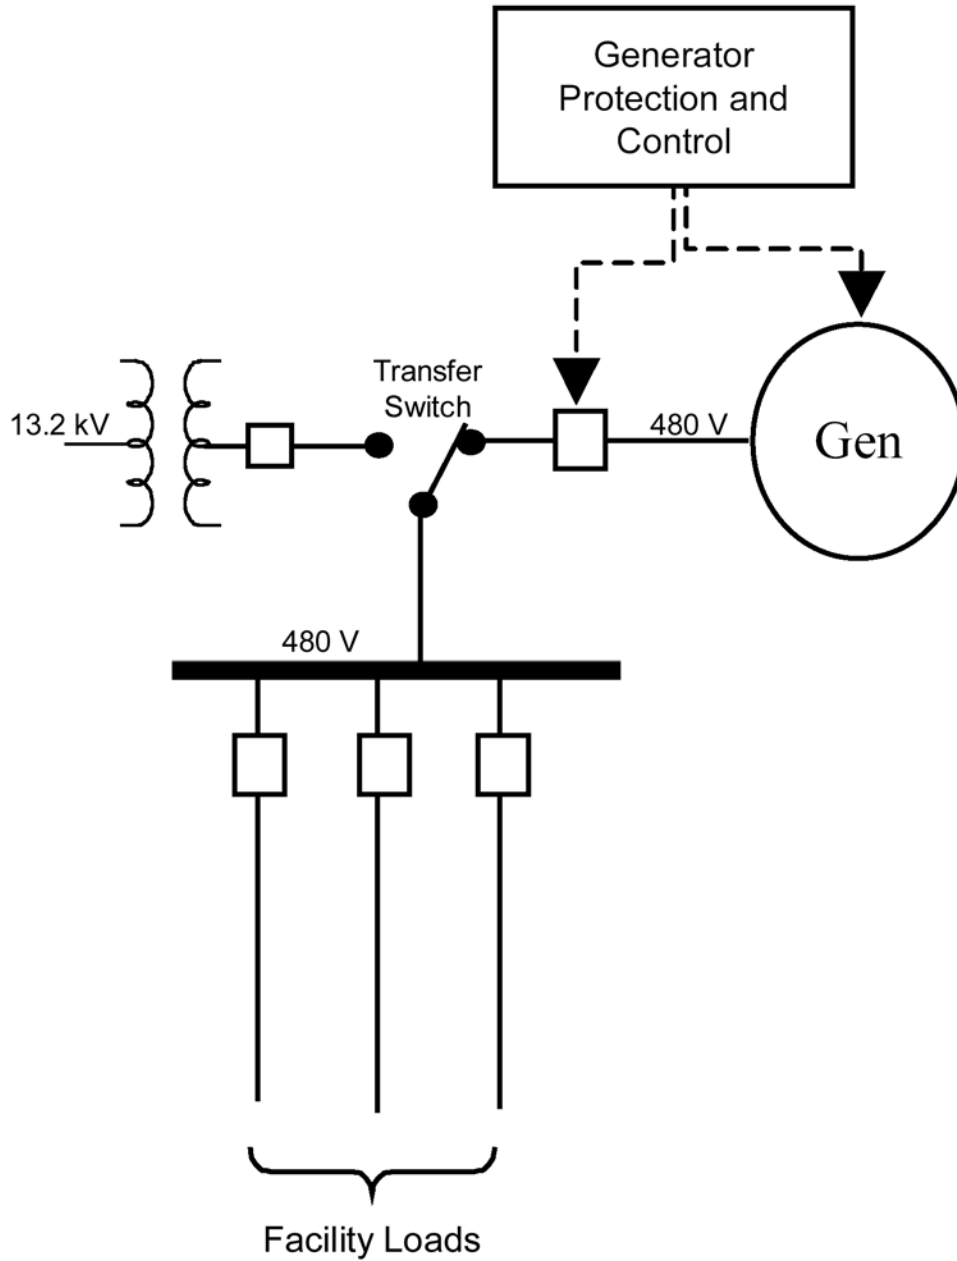 Generator
Protection and
Control
Transfer
Switch
13.2 kV
480 V
Gen
480 V
Facility Loads